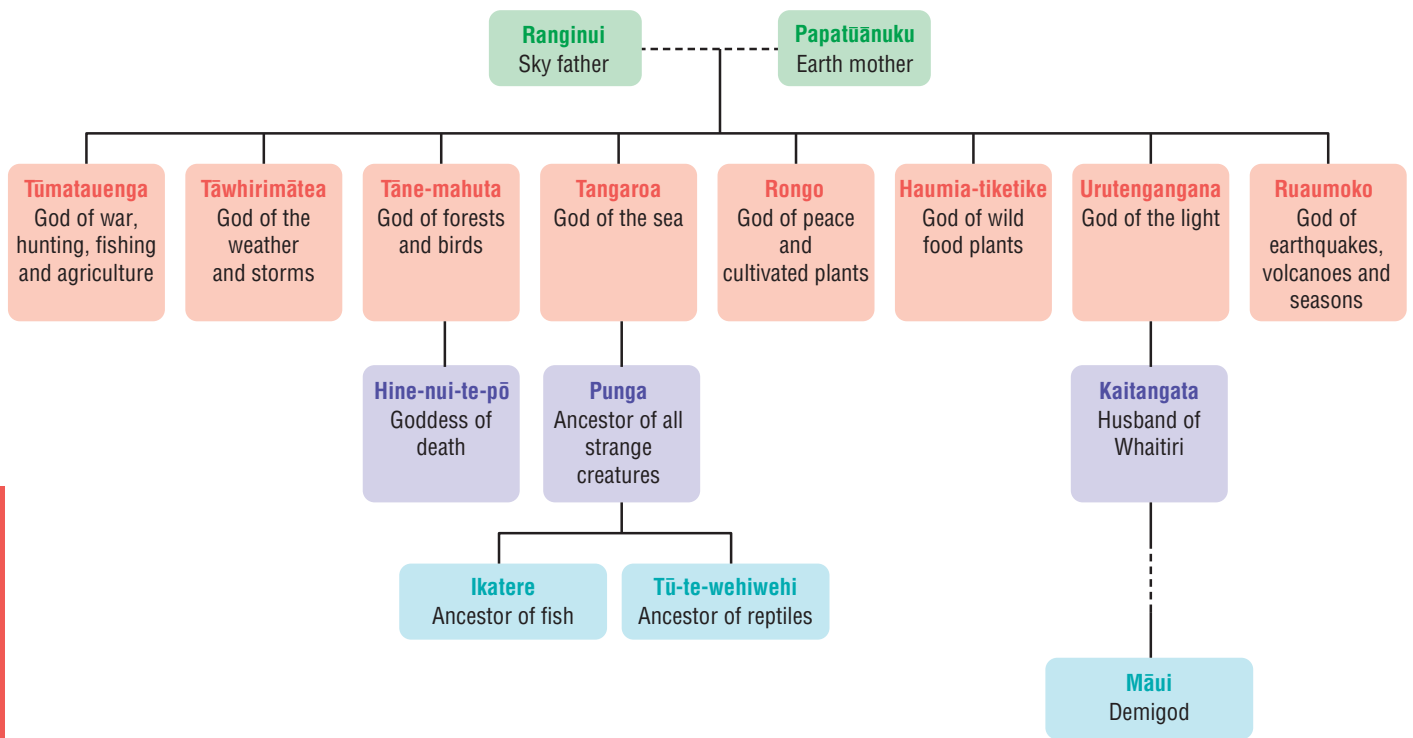 Ranginui
Sky father
Papatūānuku
Earth mother
Tūmatauenga
God of war,
hunting, fishing
and agriculture
Tāwhirimātea
God of the
weather
and storms
Tāne-mahuta
God of forests
and birds
Tangaroa
God of the sea
Rongo
God of peace
and
cultivated plants
Haumia-tiketike
God of wild
food plants
Urutengangana
God of the light
Ruaumoko
God of
earthquakes,
volcanoes and
seasons
Hine-nui-te-pō
Goddess of
death
Punga
Ancestor of all
strange
creatures
Kaitangata
Husband of
Whaitiri
Ikatere
Ancestor of fish
Tū-te-wehiwehi
Ancestor of reptiles
Māui
Demigod